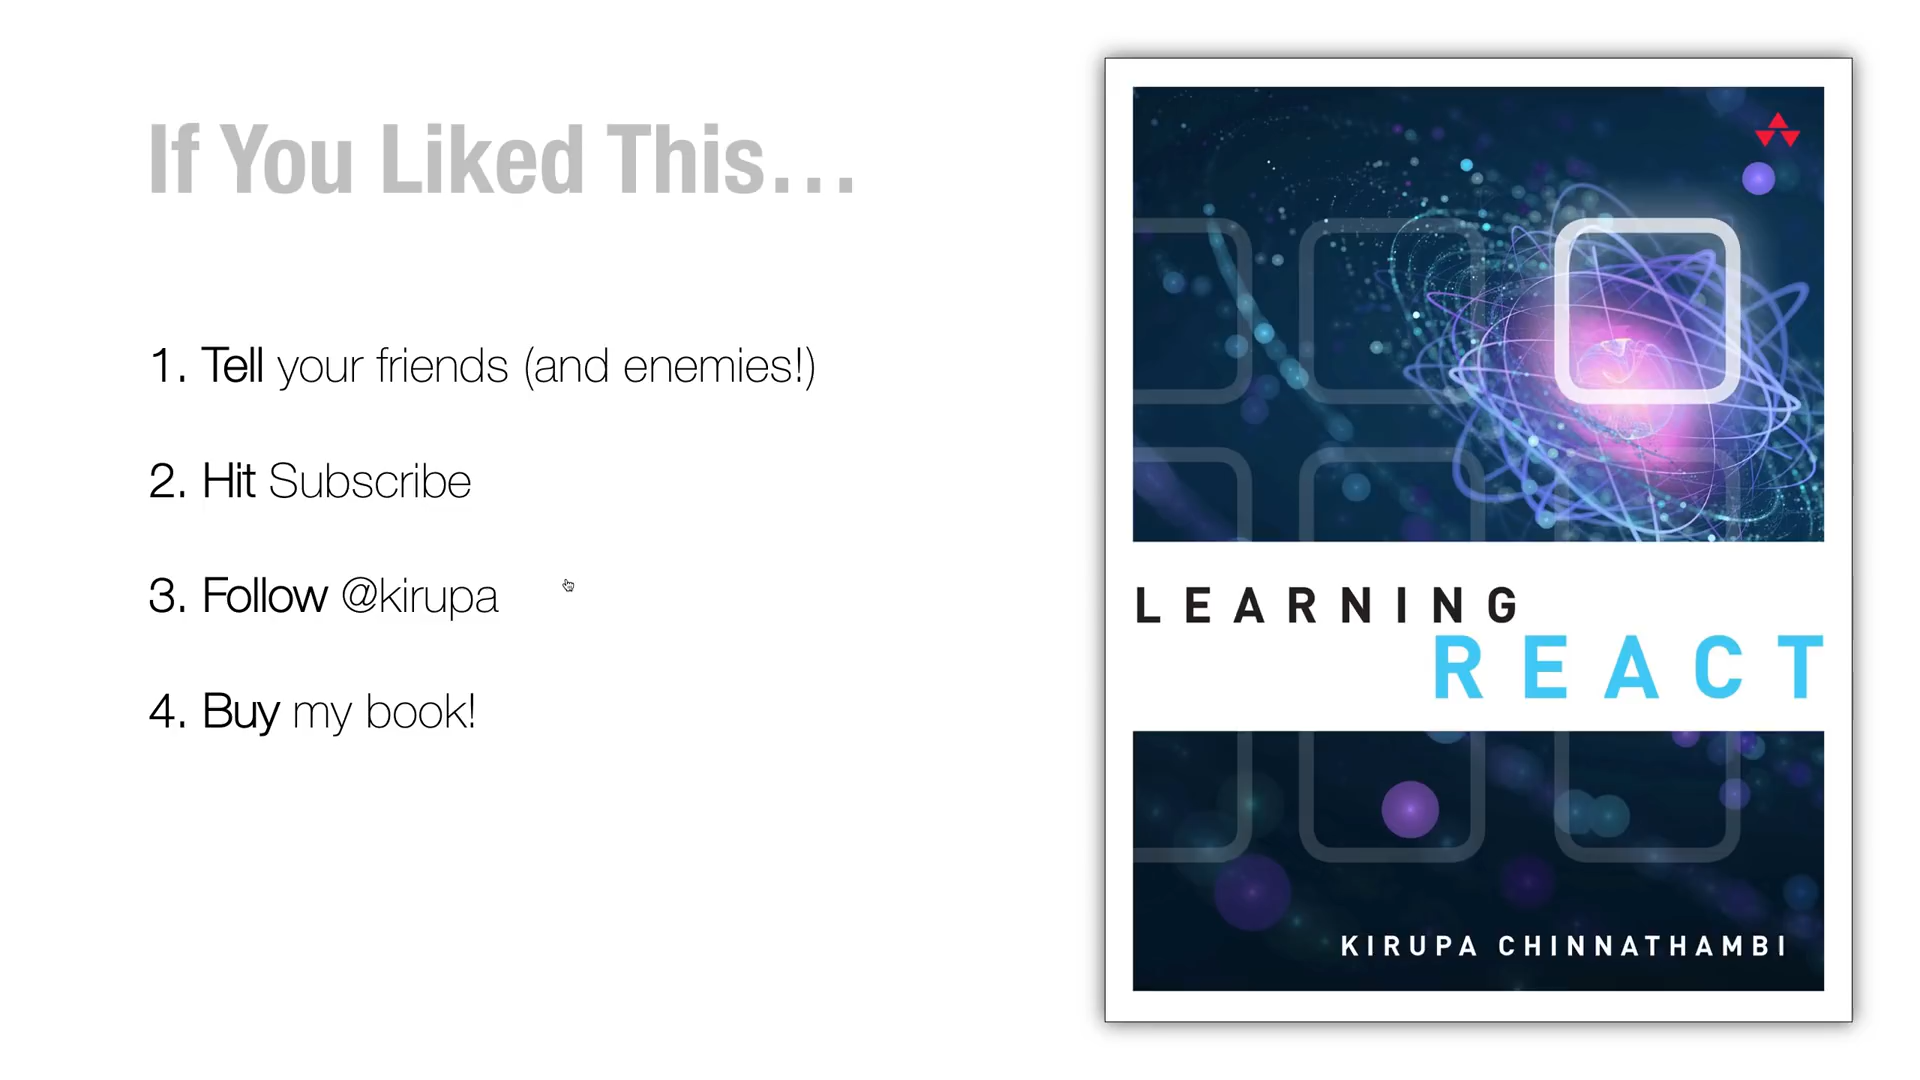 If You Liked This...
1. Tell your friends (and enemies!)
2. Hit Subscribe
3. Follow @kirupa
4. Buy my book!
LEARNING
REACT
KIRUPA CHINNATHAMBI